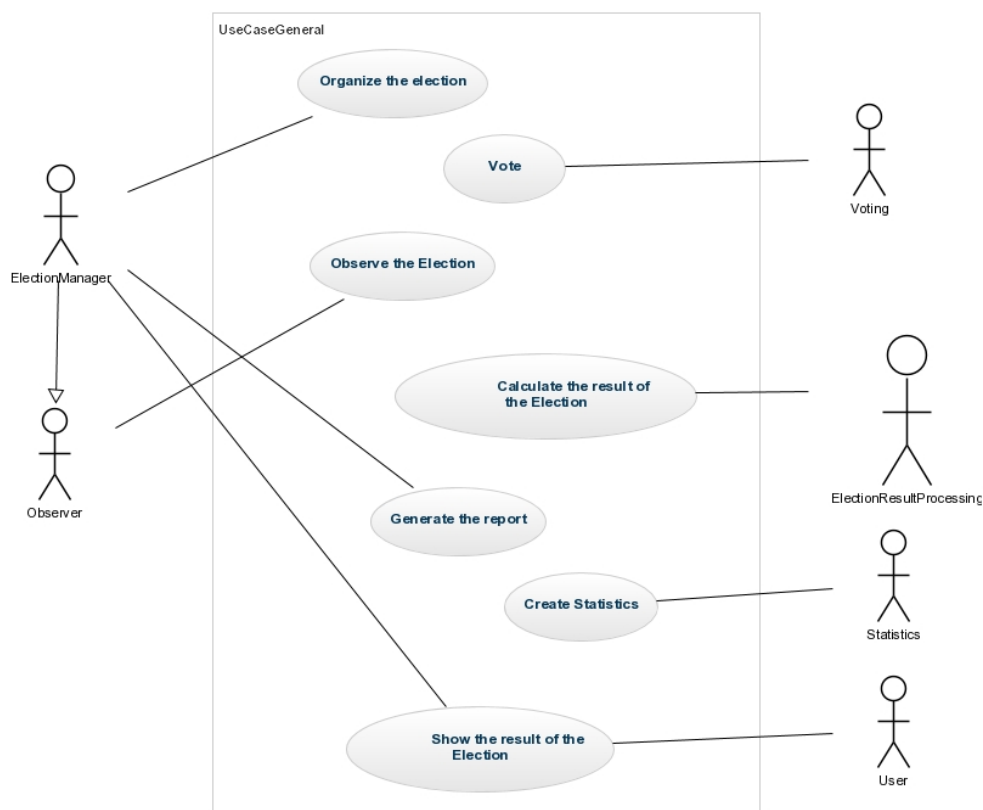 UseCaseGeneral
Organize the election
Vote
Voting
Observe the Election
ElectionManager
Calculate the result of
the Election
ElectionResultProcessing
Observer
Generate the report
Create Statistics
Statistics
Show the result of the
Election
User